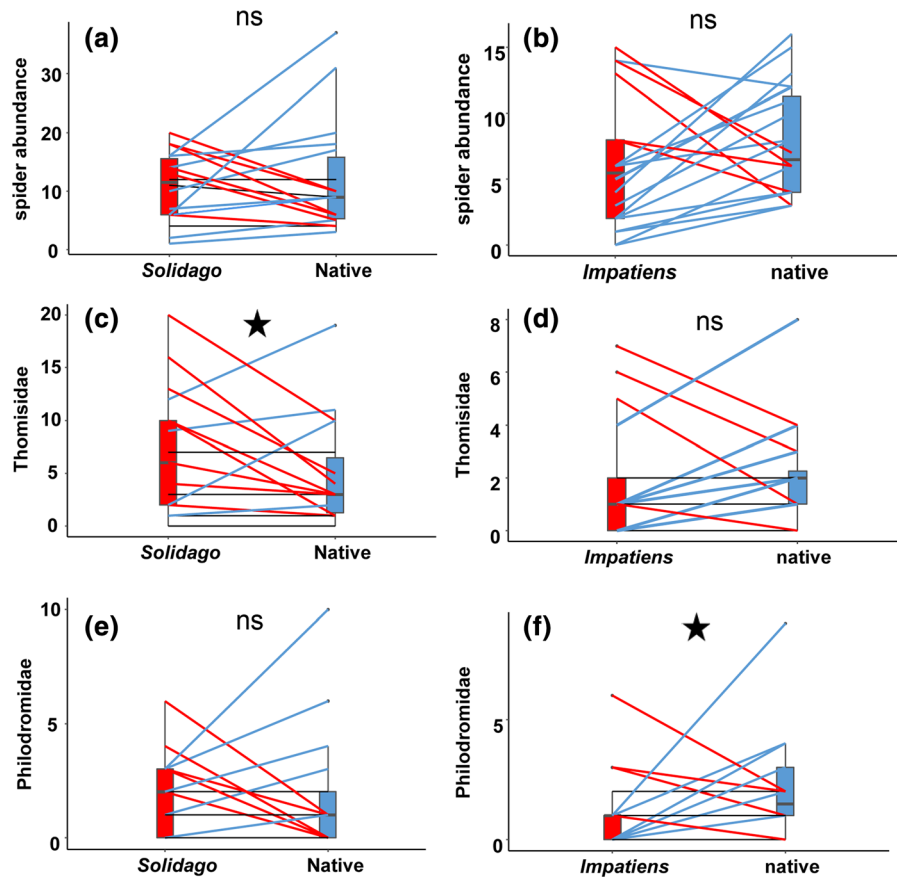 (a)
ns
spider abundance
30
20
10
0
Solidago
Native
(b)
ns
spider abundance
15
10
5
0
Impatiens
native
(c)
Thomisidae
20
15
10
5
0
Solidago
Native
(d)
ns
Thomisidae
8
6
4
2
0
Impatiens
native
(e)
ns
Philodromidae
10
5
0
Solidago
Native
(f)
Philodromidae
5
0
Impatiens
native